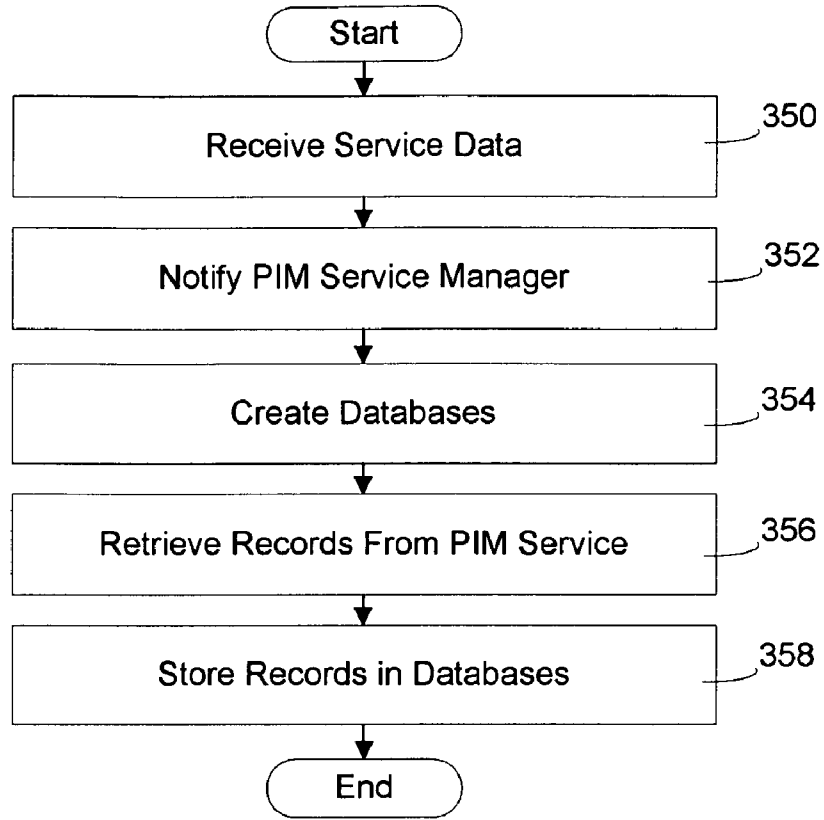 Start
Receive Service Data
350
Notify PIM Service Manager
352
Create Databases
354
Retrieve Records From PIM Service
356
Store Records in Databases
358
End